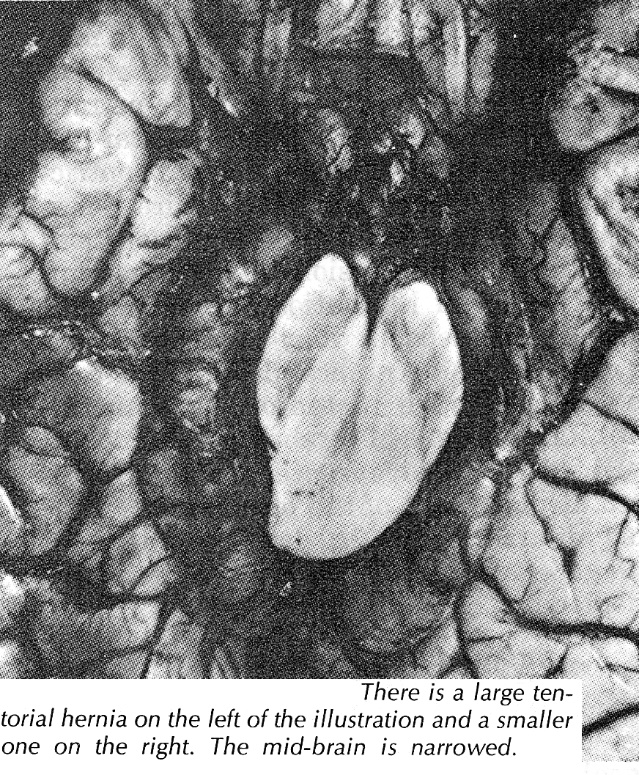 There is a large ten-
torial hernia on the left of the illustration and a smaller
one on the right. The mid-brain is narrowed.